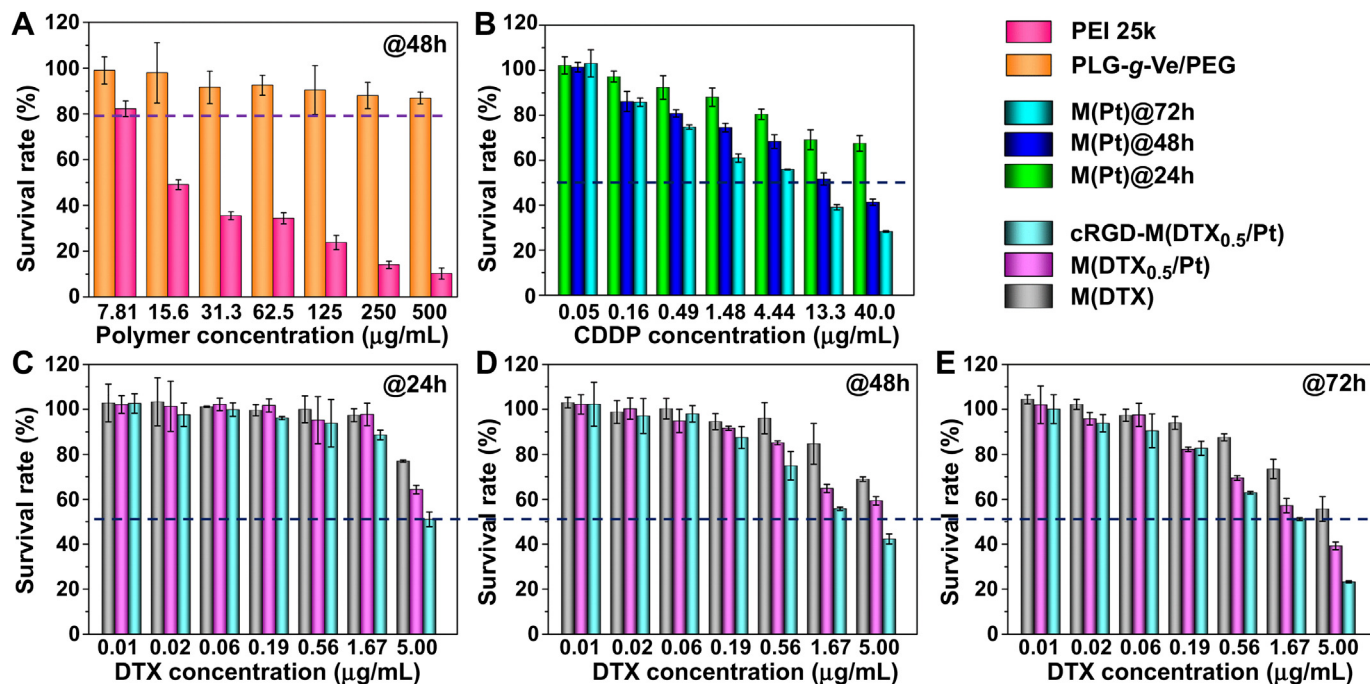 A
@48h
Survival rate (%)
120
100
80
60
40
20
0
7.81 15.6 31.3 62.5 125 250 500
Polymer concentration (μg/mL)
B
Survival rate (%)
120
100
80
60
40
20
0
0.05 0.16 0.49 1.48 4.44 13.3 40.0
CDDP concentration (μg/mL)
PEI 25k
PLG-g-Ve/PEG
M(Pt)@72h
M(Pt)@48h
M(Pt)@24h
cRGD-M(DTX0.5/Pt)
M(DTX0.5/Pt)
M(DTX)
C
@24h
Survival rate (%)
120
100
80
60
40
20
0
0.01 0.02 0.06 0.19 0.56 1.67 5.00
DTX concentration (μg/mL)
D
@48h
Survival rate (%)
120
100
80
60
40
20
0
0.01 0.02 0.06 0.19 0.56 1.67 5.00
DTX concentration (μg/mL)
E
@72h
Survival rate (%)
120
100
80
60
40
20
0
0.01 0.02 0.06 0.19 0.56 1.67 5.00
DTX concentration (μg/mL)